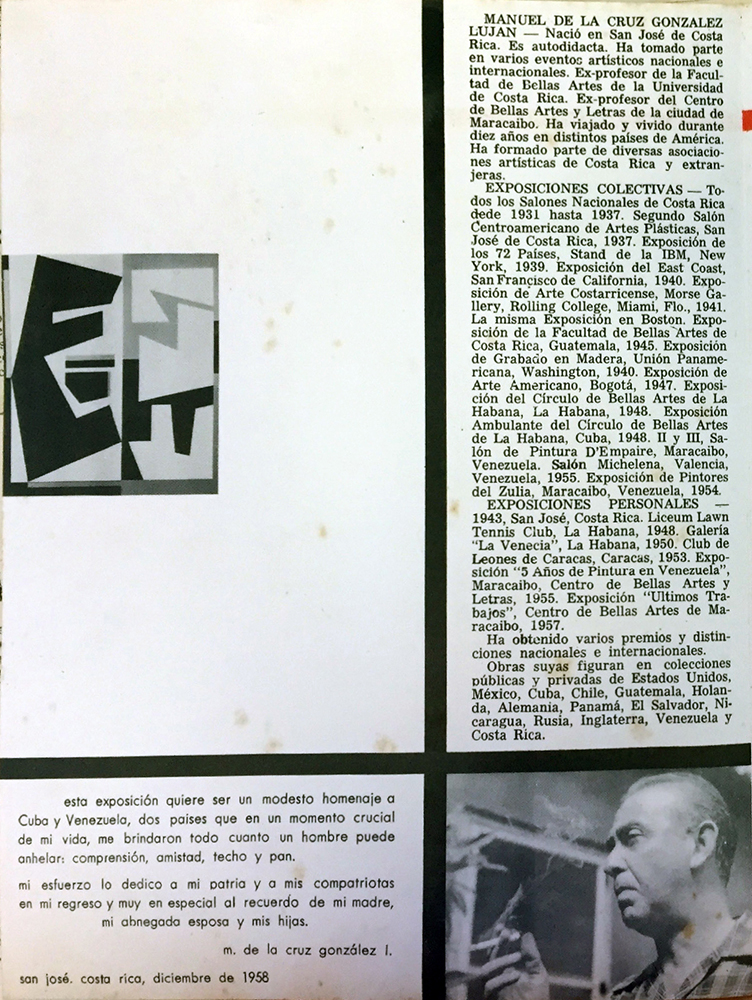 MANUEL DE LA CRUZ GONZALEZ
LUJAN — Nació en San José de Costa
Rica. Es autodidacta. Ha tomado parte
en varios eventos artísticos nacionales e
internacionales. Ex-profesor de la Facul-
tad de Bellas Artes de la Universidad
de Costa Rica. Ex-profesor del Centro
de Bellas Artes y Letras de la ciudad de
Maracaibo. Ha viajado y vivido durante
diez años en distintos países de América.
Ha formado parte de diversas asociacio-
nes artísticas de Costa Rica y extran-
jeras.
EXPOSICIONES COLECTIVAS — To-
dos los Salones Nacionales de Costa Rica
dede 1931 hasta 1937. Segundo Salón
Centroamericano de Artes Plásticas, San
José de Costa Rica, 1937. Exposición de
los 72 Países, Stand de la IBM, New
York, 1939. Exposición del East Coast,
San Francisco de California, 1940. Expo-
sición de Arte Costarricense, Morse Ga-
llery, Rolling College, Miami, Flo., 1941.
La misma Exposición en Boston. Expo-
sición de la Facultad de Bellas Artes de
Costa Rica, Guatemala, 1945. Exposición
de Grabado en Madera, Unión Paname-
ricana, Washington, 1940. Exposición de
Arte Americano, Bogotá, 1947. Exposi-
ción del Círculo de Bellas Artes de La
Habana, La Habana, 1948. Exposición
Ambulante del Círculo de Bellas Artes
de La Habana, Cuba, 1948. II y III, Sa-
lón de Pintura D'Empaire, Maracaibo,
Venezuela. Salón Michelena, Valencia,
Venezuela, 1955. Exposición de Pintores
del Zulia, Maracaibo, Venezuela, 1954.
EXPOSICIONES PERSONALES —
1943, San José, Costa Rica. Liceum Lawn
Tennis Club, La Habana, 1948. Galería
"La Venecia", La Habana, 1950. Club de
Leones de Caracas, Caracas, 1953. Expo-
sición "5 Años de Pintura en Venezuela",
Maracaibo, Centro de Bellas Artes y
Letras, 1955. Exposición "Ultimos Tra-
bajos", Centro de Bellas Artes de Ma-
racaibo, 1957.
Ha obtenido varios premios y distin-
ciones nacionales e internacionales.
Obras suyas figuran en colecciones
públicas y privadas de Estados Unidos,
México, Cuba, Chile, Guatemala, Holan-
da, Alemania, Panamá, El Salvador, Ni-
caragua, Rusia, Inglaterra, Venezuela y
Costa Rica.
esta exposición quiere ser un modesto homenaje a
Cuba y Venezuela, dos paises que en un momento crucial
de mi vida, me brindaron todo cuanto un hombre puede
anhelar: comprensión, amistad, techo y pan.
mi esfuerzo lo dedico a mi patria y a mis compatriotas
en mi regreso y muy en especial al recuerdo de mi madre,
mi abnegada esposa y mis hijas.
m. de la cruz gonzález l.
san josé. costa rica, diciembre de 1958